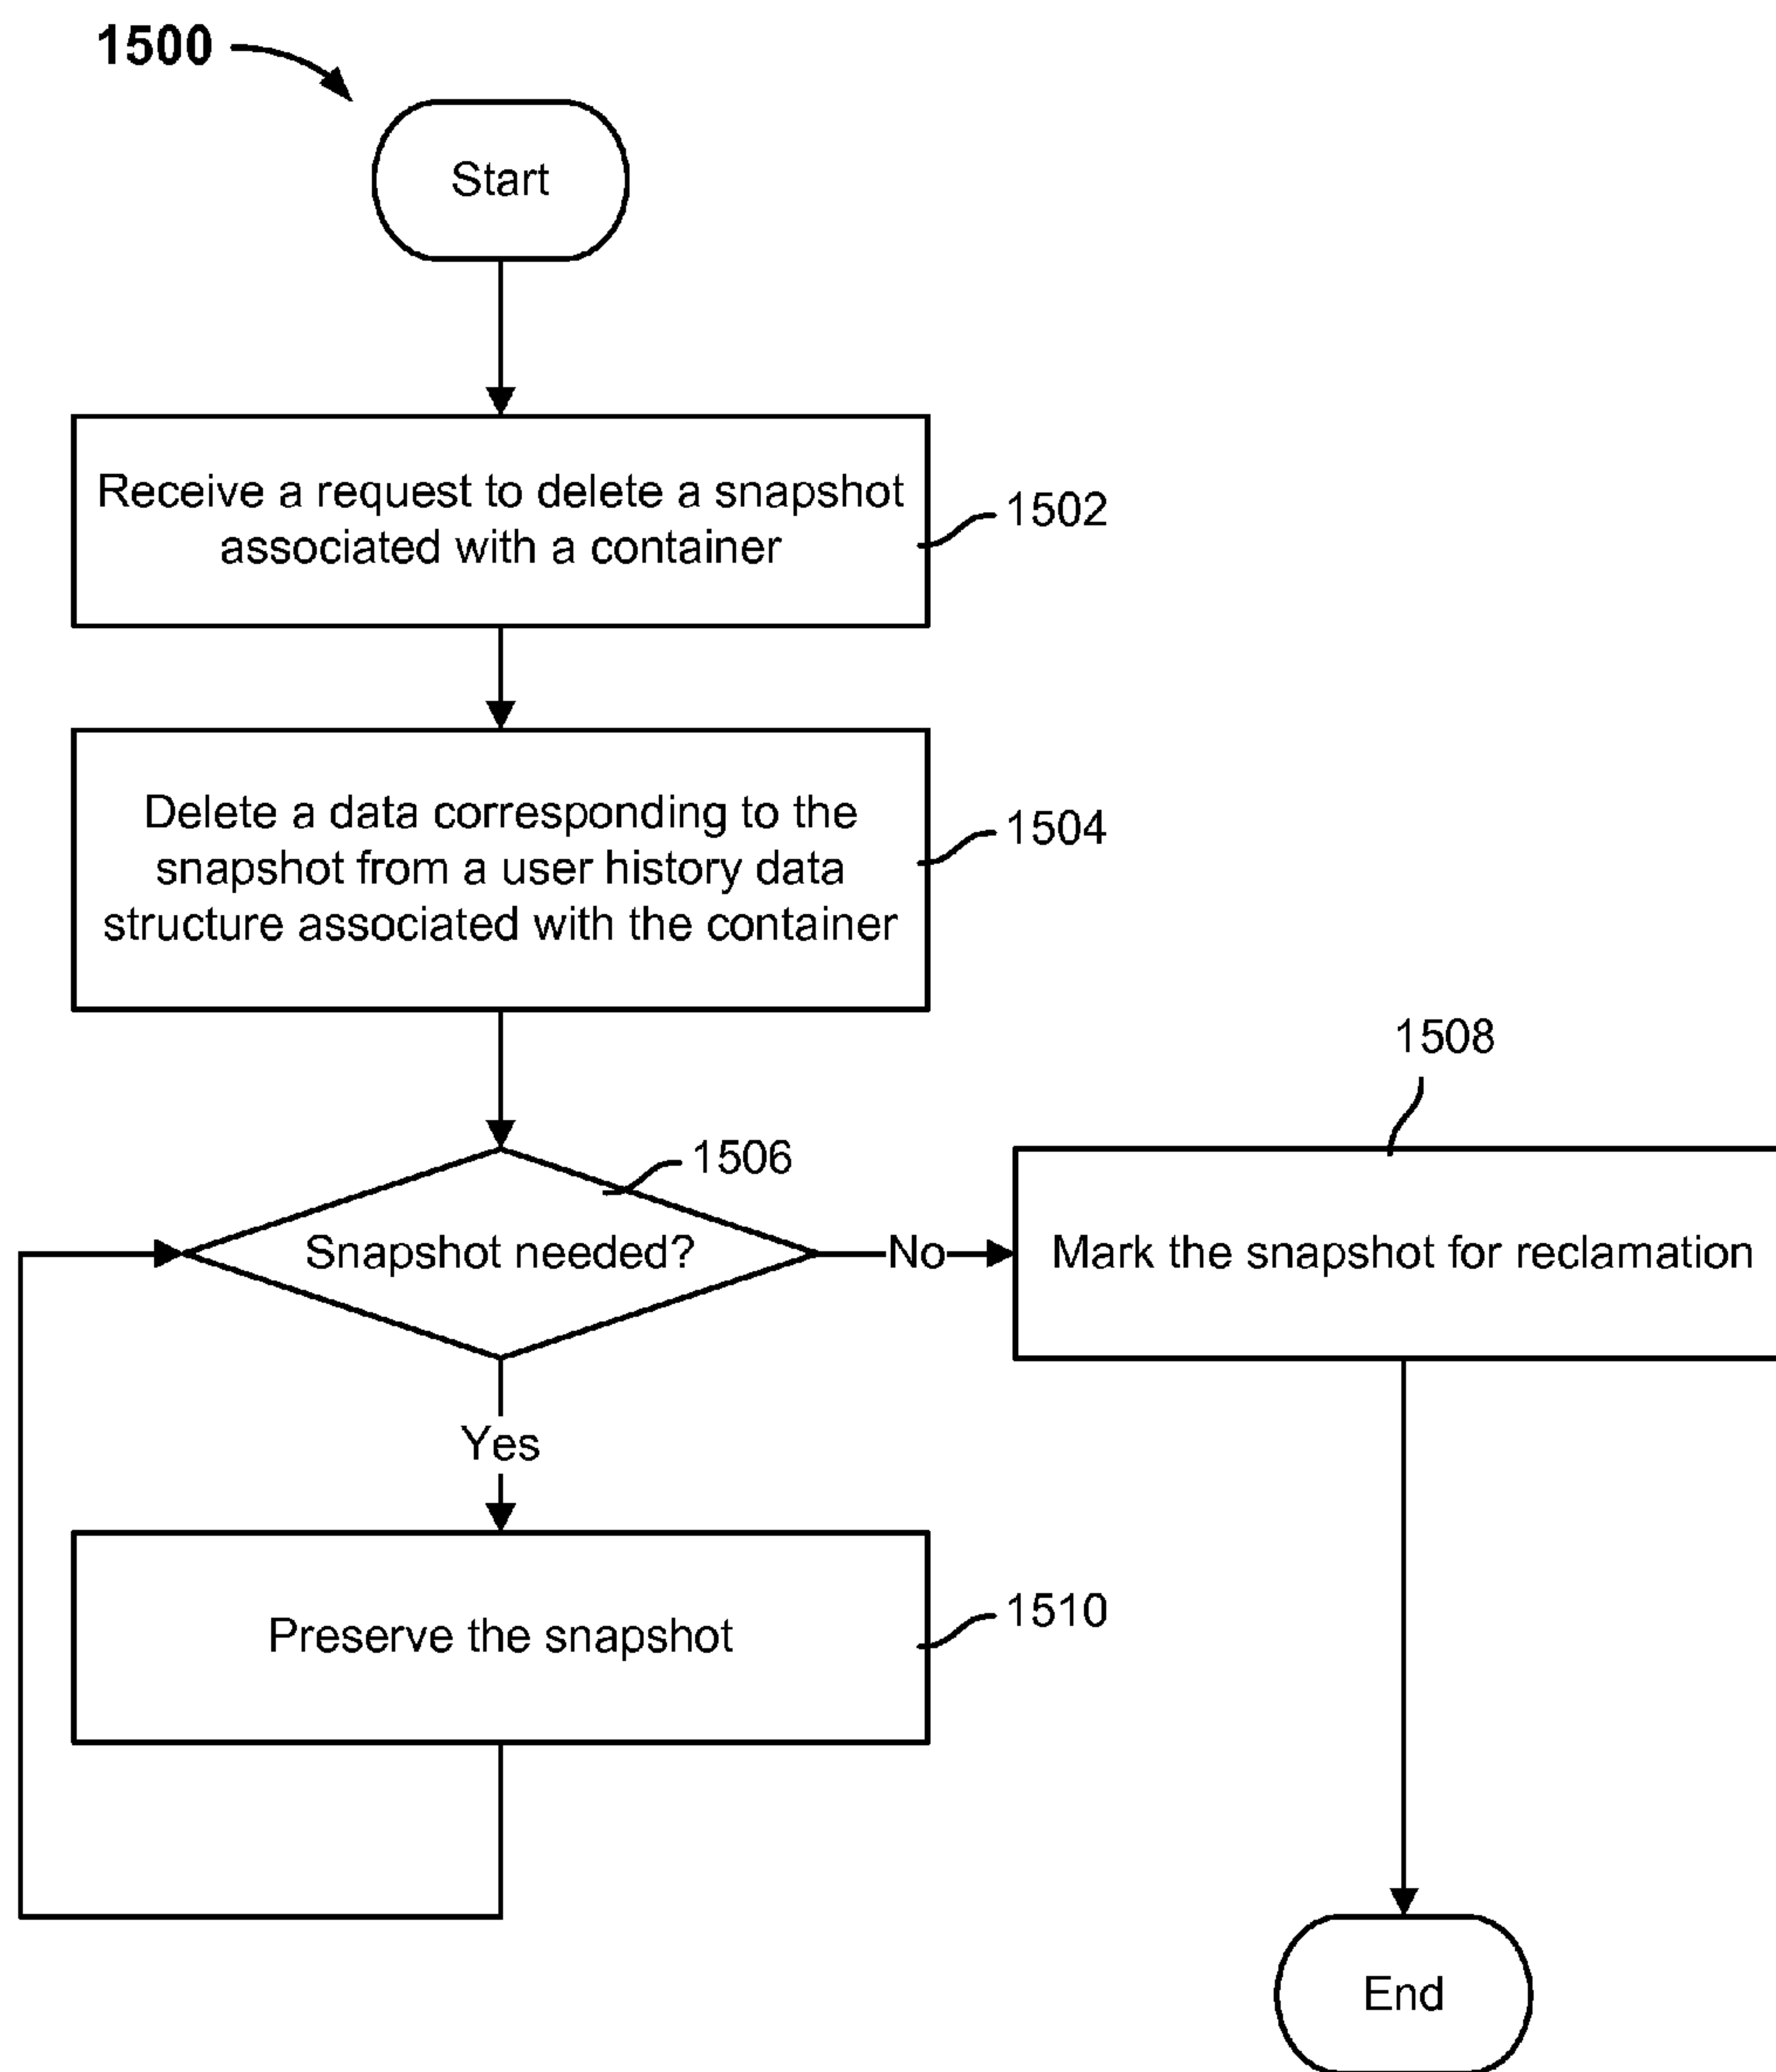 1500
Start
Receive a request to delete a snapshot
associated with a container
1502
Delete a data corresponding to the
snapshot from a user history data
structure associated with the container
1504
1506
Snapshot needed?
No
1508
Mark the snapshot for reclamation
Yes
Preserve the snapshot
1510
End